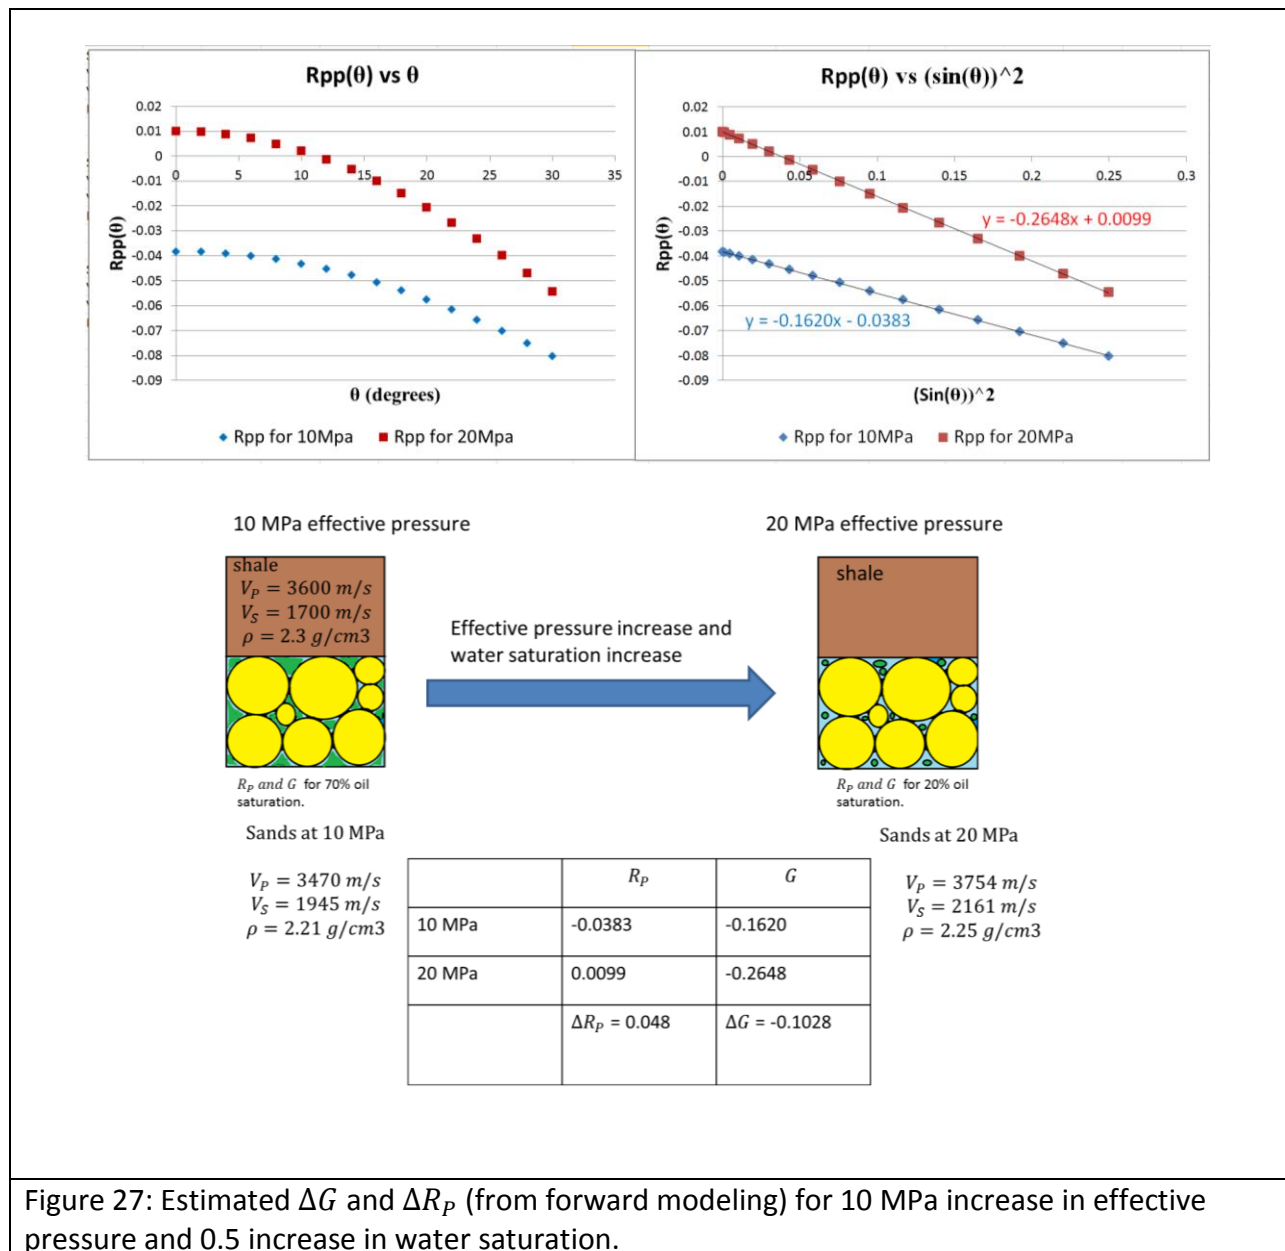 Rpp(θ) vs θ
0.02
0.01
0
-0.01
-0.02
-0.03
-0.04
-0.05
-0.06
-0.07
-0.08
-0.09
0 5 10 15 20 25 30 35
Rpp(θ)
θ (degrees)
Rpp for 10Mpa Rpp for 20Mpa
Rpp(θ) vs (sin(θ))^2
0.02
0.01
0
-0.01
-0.02
-0.03
-0.04
-0.05
-0.06
-0.07
-0.08
-0.09
0 0.05 0.1 0.15 0.2 0.25 0.3
Rpp(θ)
y = -0.2648x + 0.0099
y = -0.1620x - 0.0383
(Sin(θ))^2
Rpp for 10MPa Rpp for 20MPa
10 MPa effective pressure
20 MPa effective pressure
shale
V_P = 3600 m/s
V_S = 1700 m/s
ρ = 2.3 g/cm3
Effective pressure increase and
water saturation increase
shale
R_P and G for 70% oil
saturation.
R_P and G for 20% oil
saturation.
Sands at 10 MPa
V_P = 3470 m/s
V_S = 1945 m/s
ρ = 2.21 g/cm3
Sands at 20 MPa
V_P = 3754 m/s
V_S = 2161 m/s
ρ = 2.25 g/cm3
R_P G
10 MPa -0.0383 -0.1620
20 MPa 0.0099 -0.2648
ΔR_P = 0.048 ΔG = -0.1028
Figure 27: Estimated ΔG and ΔR_P (from forward modeling) for 10 MPa increase in effective
pressure and 0.5 increase in water saturation.